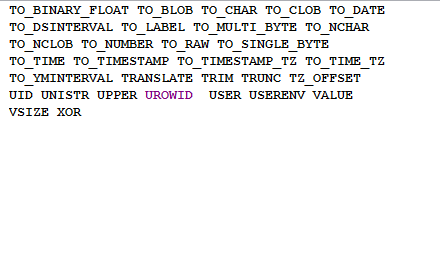 TO_BINARY_FLOAT TO_BLOB TO_CHAR TO_CLOB TO_DATE
TO_DSINTERVAL TO_LABEL TO_MULTI_BYTE TO_NCHAR
TO_NCLOB TO_NUMBER TO_RAW TO_SINGLE_BYTE
TO_TIME TO_TIMESTAMP TO_TIMESTAMP_TZ TO_TIME_TZ
TO_YMINTERVAL TRANSLATE TRIM TRUNC TZ_OFFSET
UID UNISTR UPPER UROWID  USER USERENV VALUE
VSIZE XOR